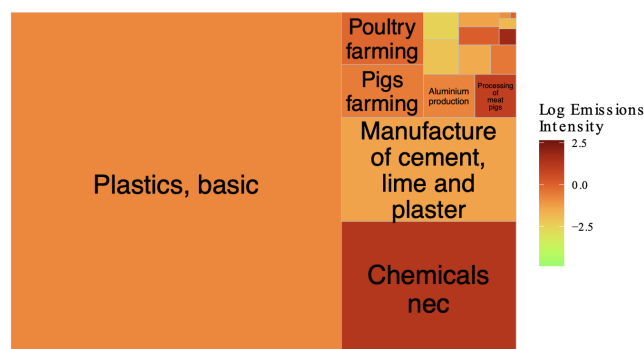 Plastics, basic
Poultry
farming
Pigs
farming
Aluminium
production
Processing
of
meat
pigs
Manufacture
of cement,
lime and
plaster
Chemicals
nec
Log Emissions
Intensity
2.5
0.0
−2.5